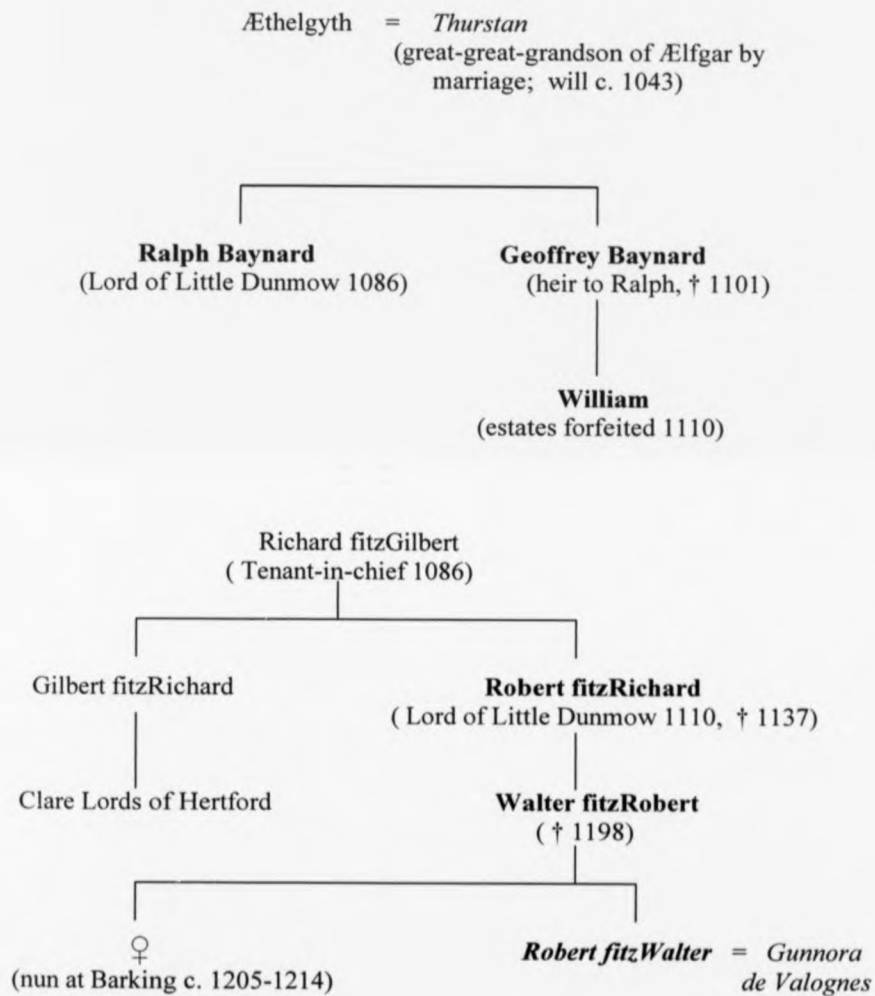 Æthelgyth = Thurstan
(great-great-grandson of Ælfgar by
marriage; will c. 1043)
Ralph Baynard
(Lord of Little Dunmow 1086)
Geoffrey Baynard
(heir to Ralph, † 1101)
William
(estates forfeited 1110)
Richard fitzGilbert
( Tenant-in-chief 1086)
Gilbert fitzRichard
Robert fitzRichard
( Lord of Little Dunmow 1110, † 1137)
Clare Lords of Hertford
Walter fitzRobert
( † 1198)
♀
(nun at Barking c. 1205-1214)
Robert fitzWalter = Gunnora
de Valognes